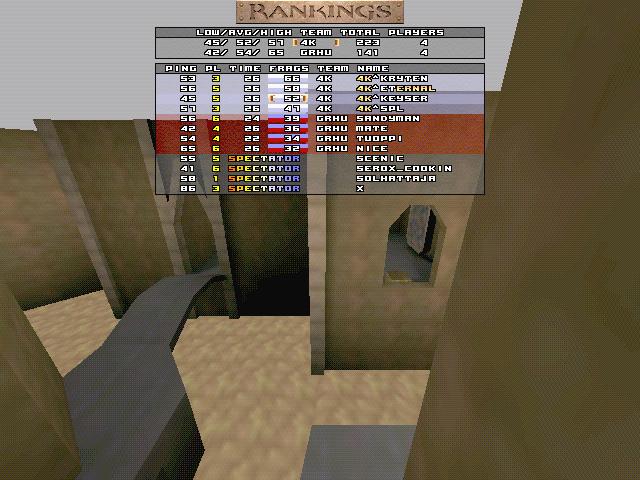 RANKINGS
LOW/AVG/HIGH TEAM TOTAL PLAYERS
45/ 52/ 57 4K 223 4
42/ 54/ 65 GRHU 141 4
PING PL TIME FRAGS TEAM NAME
53 3 26 66 4K 4K^KRYTEN
56 5 26 58 4K 4K^ETERNAL
45 5 26 52 4K 4K^KEYSER
57 3 26 47 4K 4K^SPL
56 6 24 39 GRHU SANDYMAN
42 4 26 36 GRHU MATE
54 4 22 34 GRHU TUOPPI
65 6 26 32 GRHU NICE
55 5 SPECTATOR SCENIC
41 6 SPECTATOR SEROX_COOKIN
58 1 SPECTATOR SOLHATTAJA
86 3 SPECTATOR X